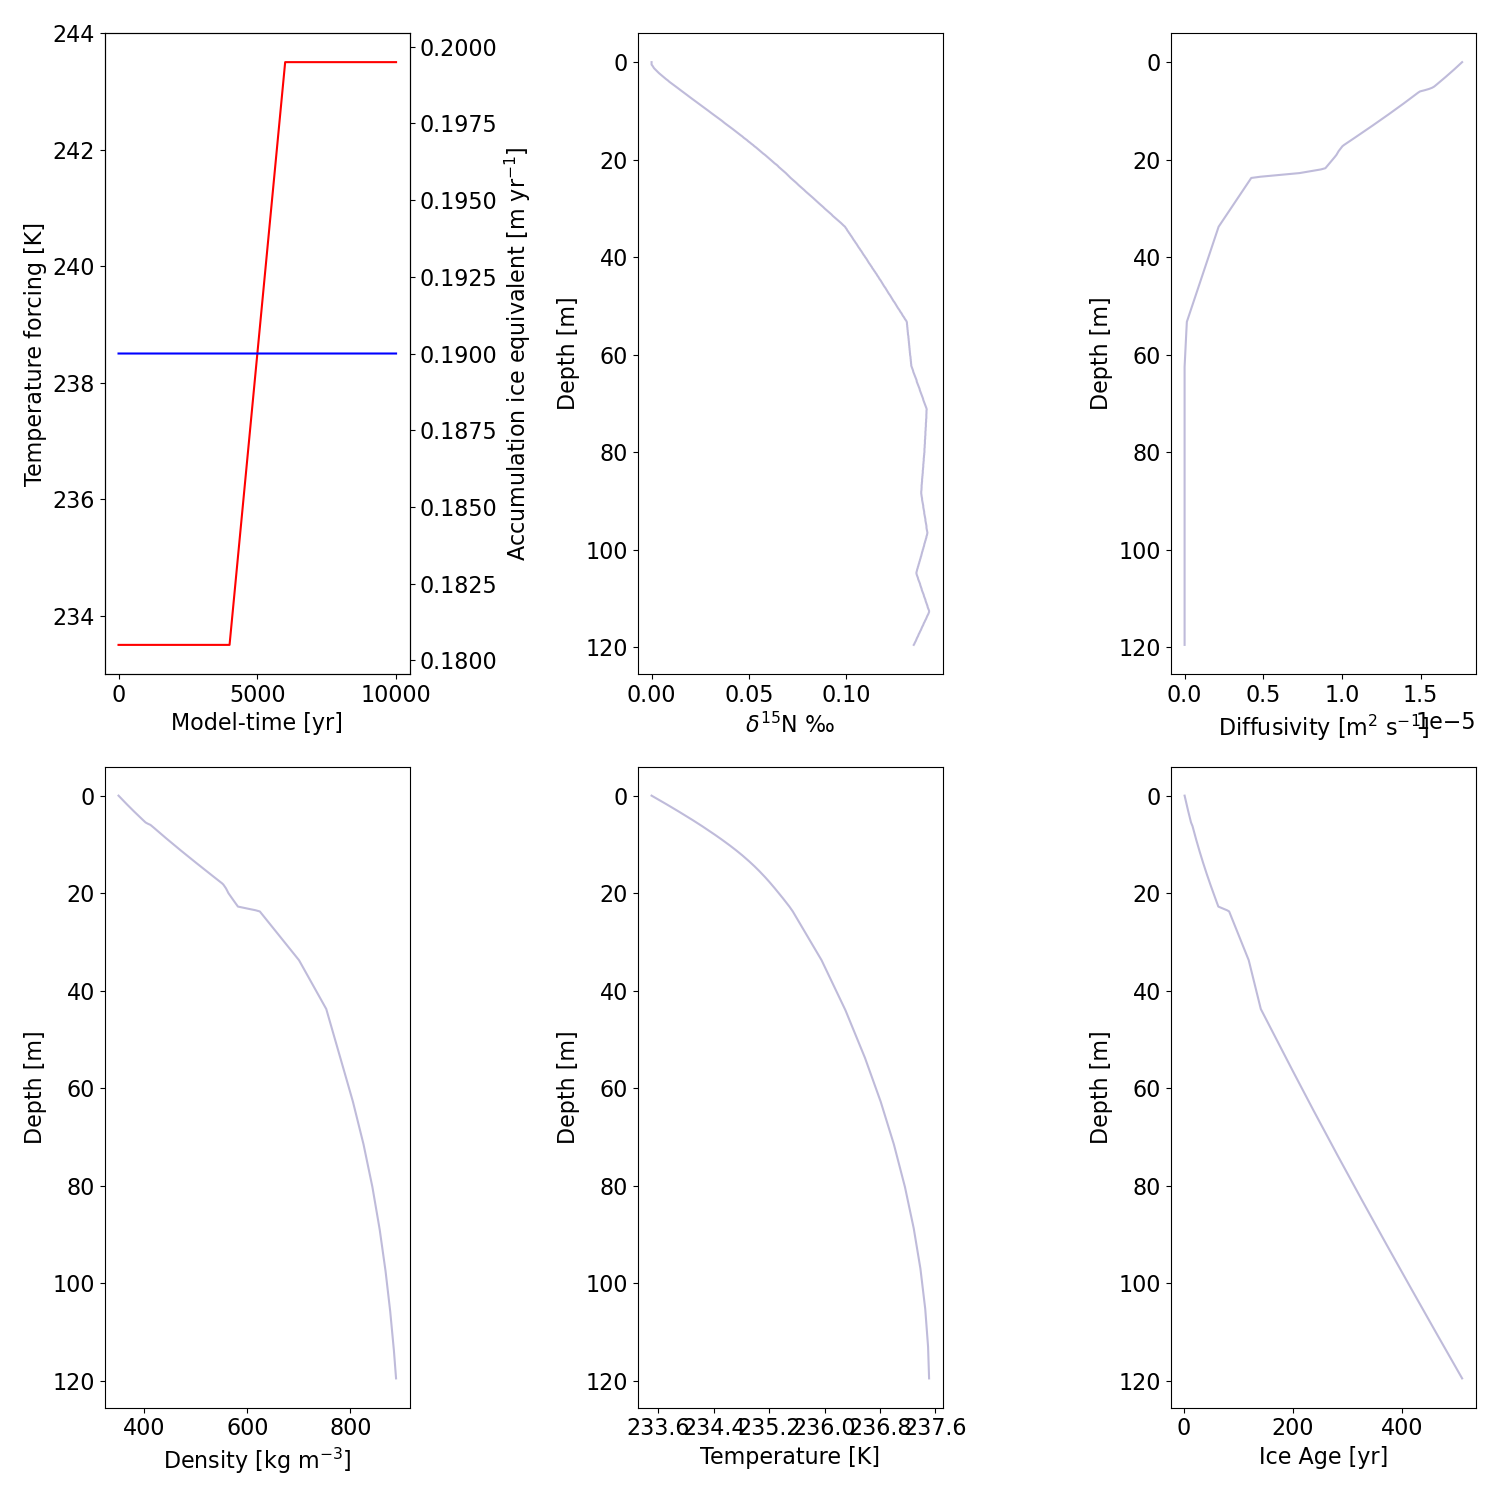 244
242
240
238
236
234
Temperature forcing [K]
0 5000 10000
Model-time [yr]
0.2000
0.1975
0.1950
0.1925
0.1900
0.1875
0.1850
0.1825
0.1800
Accumulation ice equivalent [m yr⁻¹]
0
20
40
60
80
100
120
Depth [m]
0.00 0.05 0.10
δ¹⁵N ‰
0
20
40
60
80
100
120
Depth [m]
0.0 0.5 1.0 1.5
Diffusivity [m² s⁻¹]
1e−5
0
20
40
60
80
100
120
Depth [m]
400 600 800
Density [kg m⁻³]
0
20
40
60
80
100
120
Depth [m]
233.6 234.4 235.2 236.0 236.8 237.6
Temperature [K]
0
20
40
60
80
100
120
Depth [m]
0 200 400
Ice Age [yr]